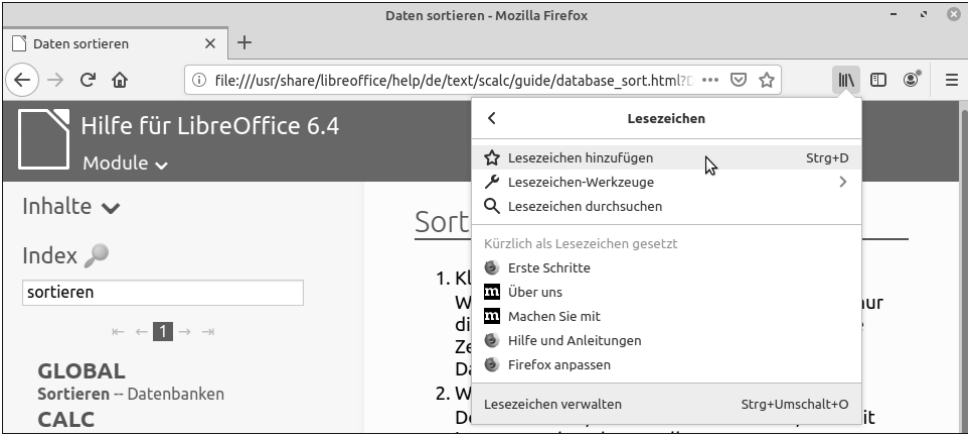 Daten sortieren - Mozilla Firefox
Daten sortieren
file:///usr/share/libreoffice/help/de/text/scalc/guide/database_sort.html?
Hilfe für LibreOffice 6.4
Module
Inhalte
Index
sortieren
1
GLOBAL
Sortieren -- Datenbanken
CALC
Sort
1. Kl
W
di
Ze
Da
2. W
De
ur
it
Lesezeichen
Lesezeichen hinzufügen Strg+D
Lesezeichen-Werkzeuge
Lesezeichen durchsuchen
Kürzlich als Lesezeichen gesetzt
Erste Schritte
m Über uns
m Machen Sie mit
Hilfe und Anleitungen
Firefox anpassen
Lesezeichen verwalten Strg+Umschalt+O